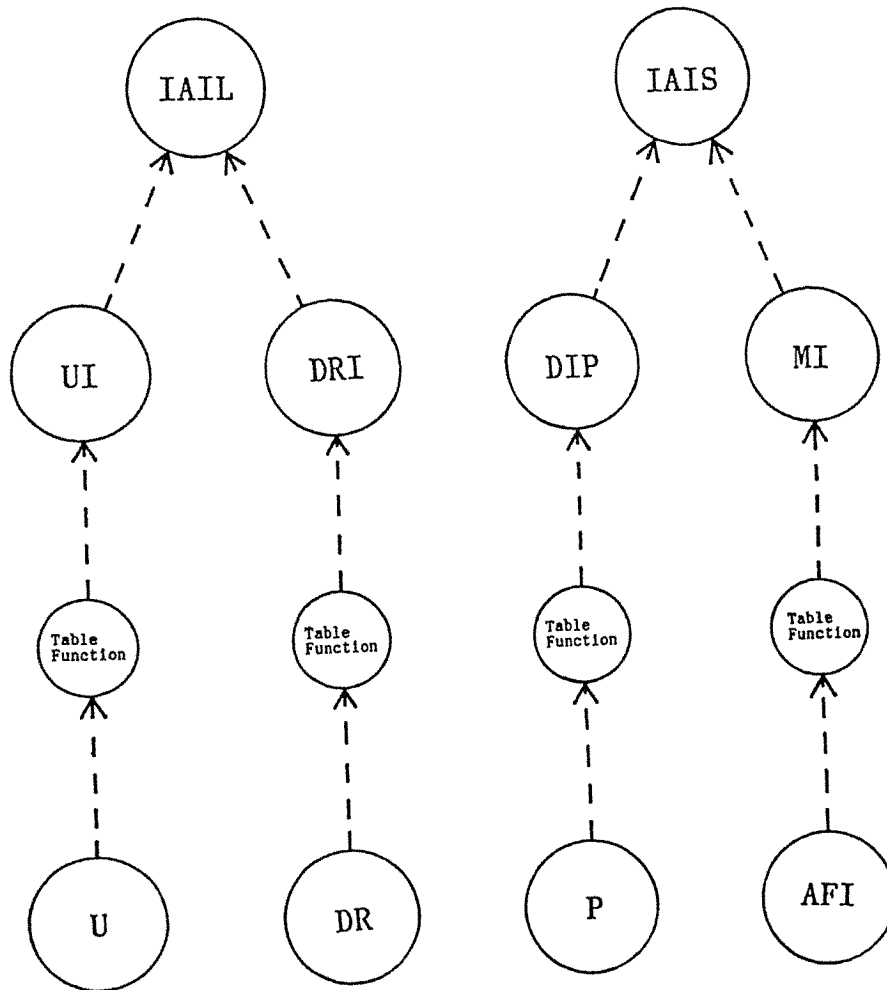 IAIL
IAIS
UI
DRI
DIP
MI
Table
Function
Table
Function
Table
Function
Table
Function
U
DR
P
AFI